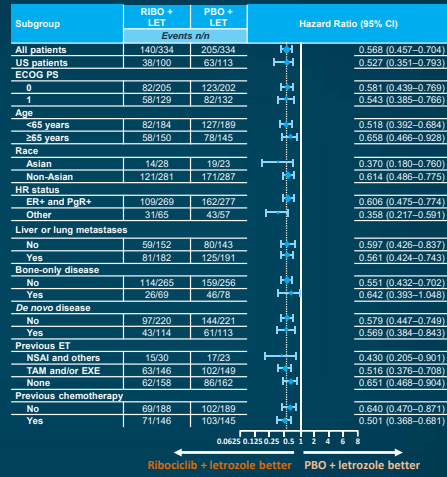 Subgroup RIBO + LET PBO + LET Hazard Ratio (95% CI)
Events n/n
All patients 140/334 205/334 0.568 (0.457–0.704)
US patients 38/100 63/113 0.527 (0.351–0.793)
ECOG PS
0 82/205 123/202 0.581 (0.439–0.769)
1 58/129 82/132 0.543 (0.385–0.766)
Age
<65 years 82/184 127/189 0.518 (0.392–0.684)
≥65 years 58/150 78/145 0.658 (0.466–0.928)
Race
Asian 14/28 19/23 0.370 (0.180–0.760)
Non-Asian 121/281 171/287 0.614 (0.486–0.775)
HR status
ER+ and PgR+ 109/269 162/277 0.606 (0.475–0.774)
Other 31/65 43/57 0.358 (0.217–0.591)
Liver or lung metastases
No 59/152 80/143 0.597 (0.426–0.837)
Yes 81/182 125/191 0.561 (0.424–0.743)
Bone-only disease
No 114/265 159/256 0.551 (0.432–0.702)
Yes 26/69 46/78 0.642 (0.393–1.048)
De novo disease
No 97/220 144/221 0.579 (0.447–0.749)
Yes 43/114 61/113 0.569 (0.384–0.843)
Previous ET
NSAI and others 15/30 17/23 0.430 (0.205–0.901)
TAM and/or EXE 63/146 102/149 0.516 (0.376–0.708)
None 62/158 86/162 0.651 (0.468–0.904)
Previous chemotherapy
No 69/188 102/189 0.640 (0.470–0.871)
Yes 71/146 103/145 0.501 (0.368–0.681)
0.0625 0.125 0.25 0.5 1 2 4 8
Ribociclib + letrozole better PBO + letrozole better